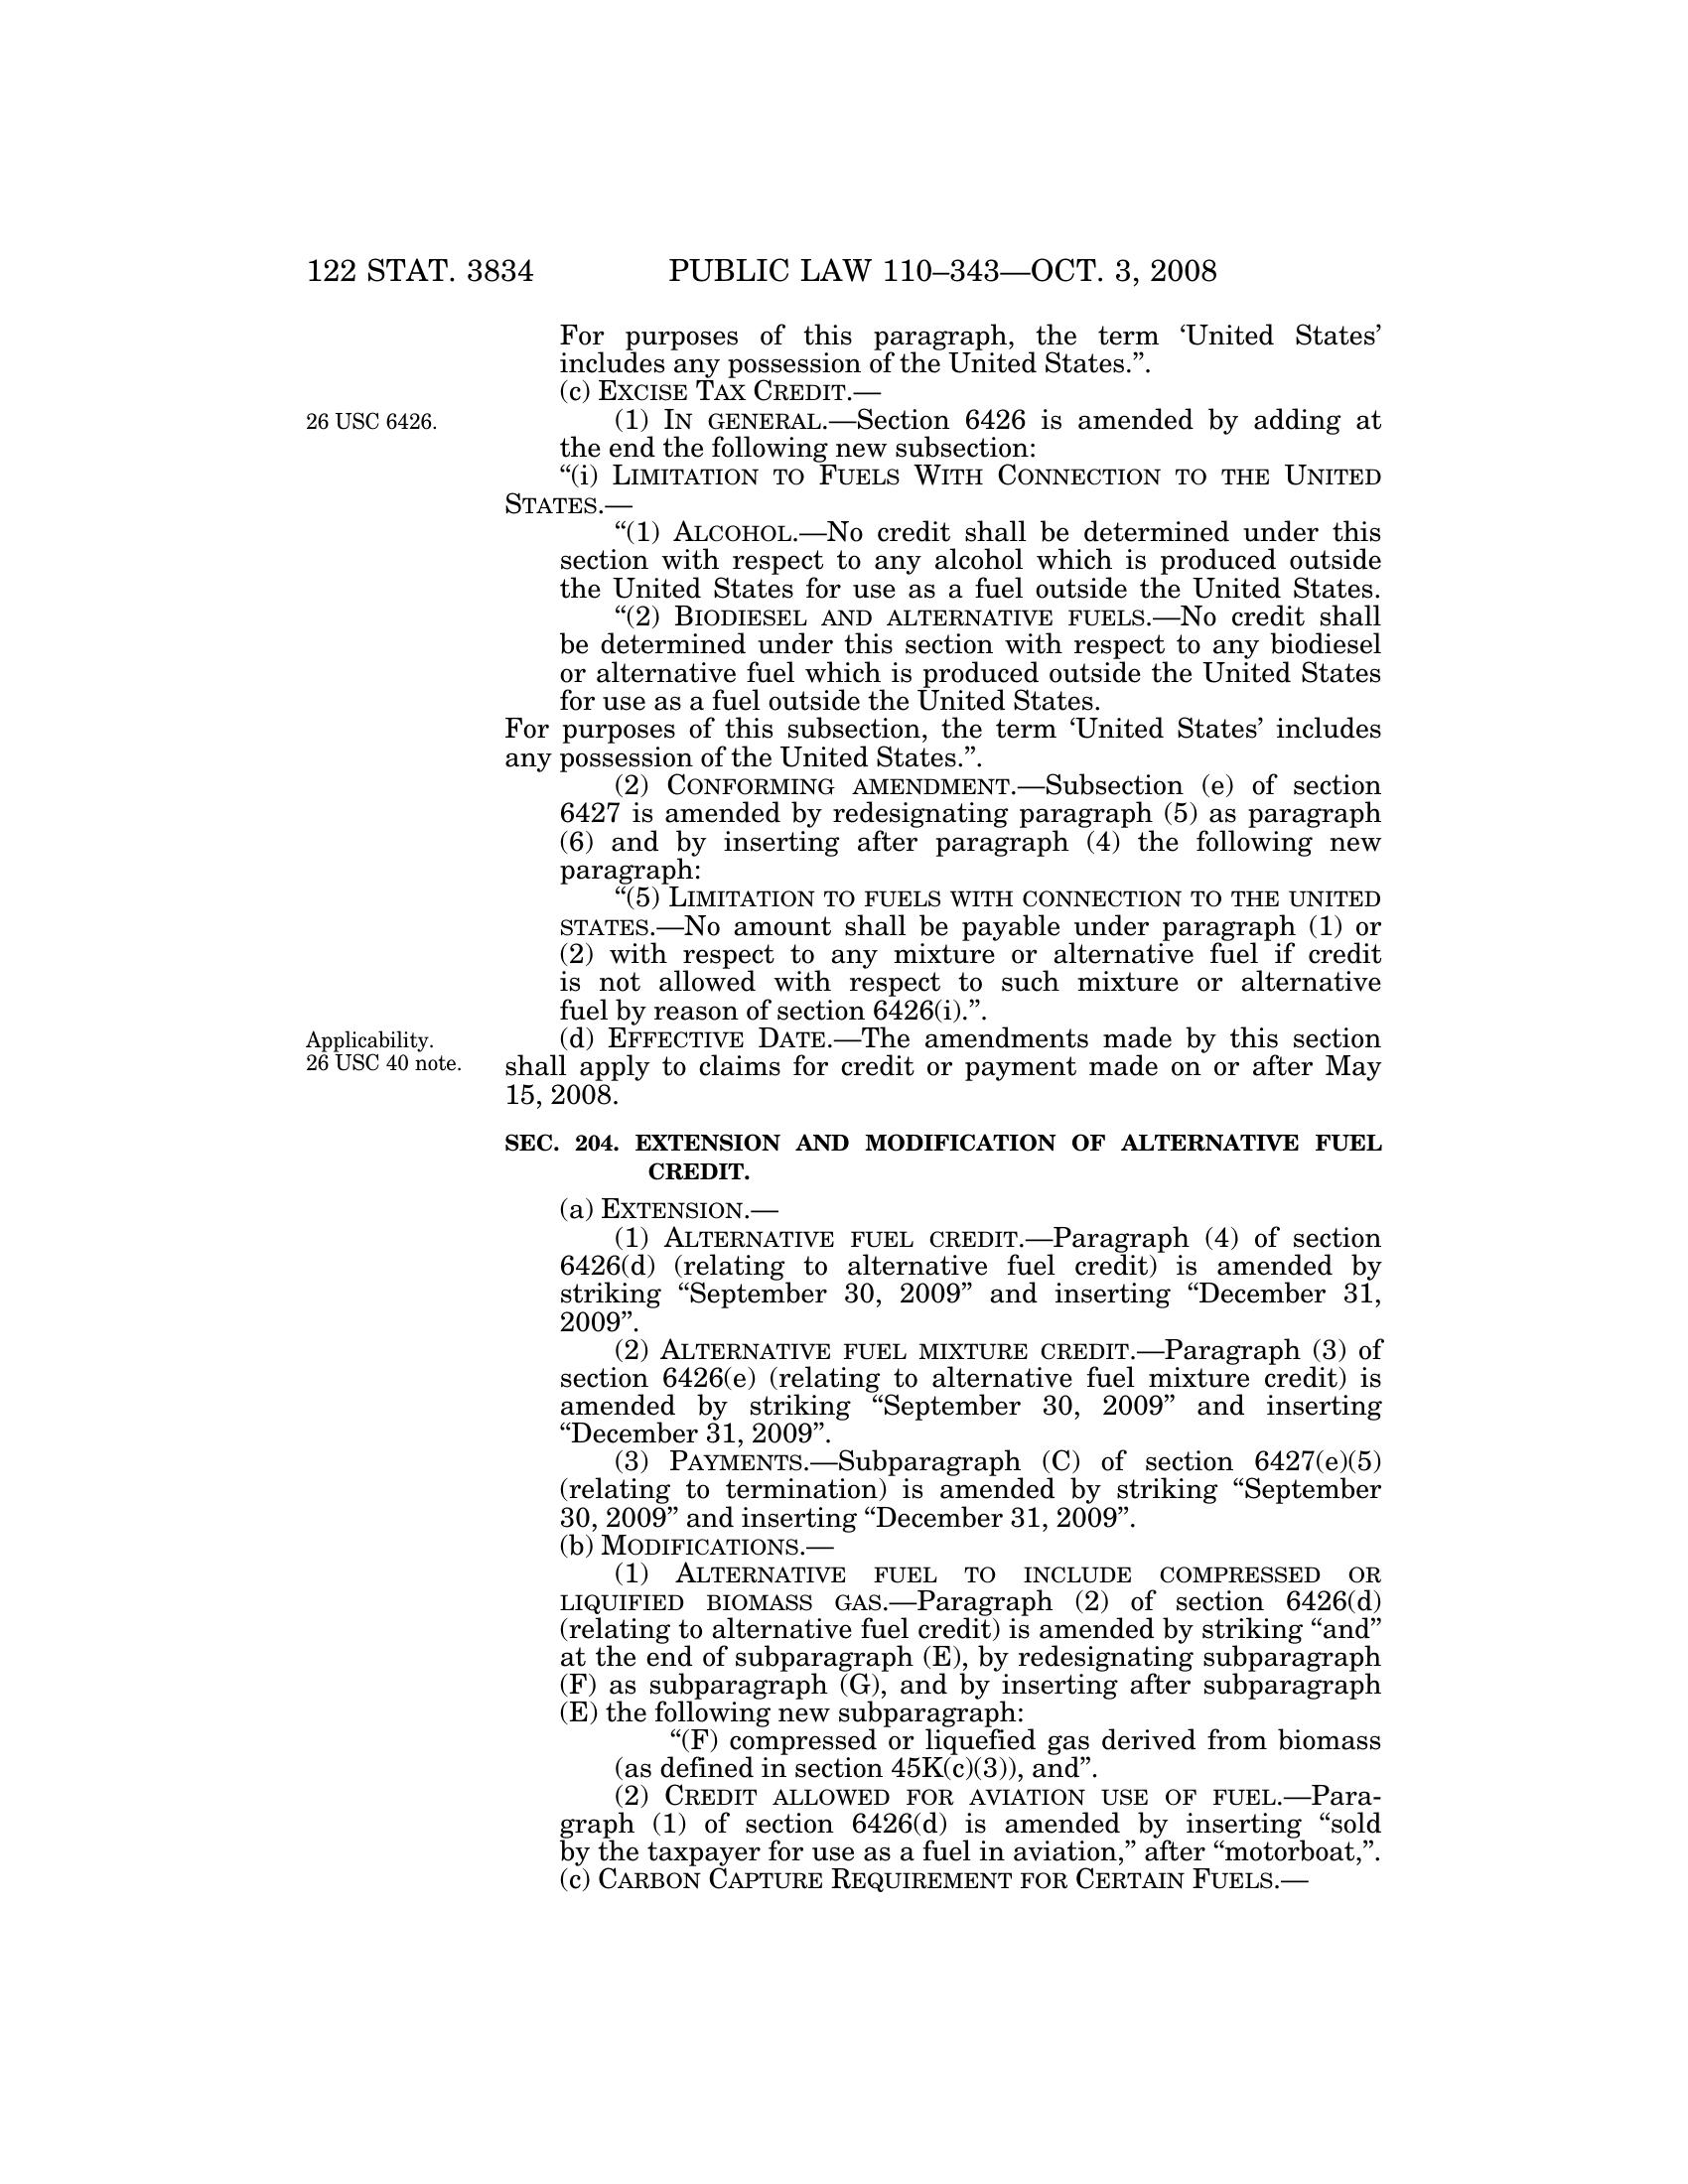 122 STAT. 3834 PUBLIC LAW 110–343—OCT. 3, 2008
For purposes of this paragraph, the term ‘United States’
includes any possession of the United States.”.
(c) EXCISE TAX CREDIT.—
26 USC 6426.
(1) IN GENERAL.—Section 6426 is amended by adding at
the end the following new subsection:
“(i) LIMITATION TO FUELS WITH CONNECTION TO THE UNITED
STATES.—
“(1) ALCOHOL.—No credit shall be determined under this
section with respect to any alcohol which is produced outside
the United States for use as a fuel outside the United States.
“(2) BIODIESEL AND ALTERNATIVE FUELS.—No credit shall
be determined under this section with respect to any biodiesel
or alternative fuel which is produced outside the United States
for use as a fuel outside the United States.
For purposes of this subsection, the term ‘United States’ includes
any possession of the United States.”.
(2) CONFORMING AMENDMENT.—Subsection (e) of section
6427 is amended by redesignating paragraph (5) as paragraph
(6) and by inserting after paragraph (4) the following new
paragraph:
“(5) LIMITATION TO FUELS WITH CONNECTION TO THE UNITED
STATES.—No amount shall be payable under paragraph (1) or
(2) with respect to any mixture or alternative fuel if credit
is not allowed with respect to such mixture or alternative
fuel by reason of section 6426(i).”.
Applicability.
26 USC 40 note.
(d) EFFECTIVE DATE.—The amendments made by this section
shall apply to claims for credit or payment made on or after May
15, 2008.
SEC. 204. EXTENSION AND MODIFICATION OF ALTERNATIVE FUEL
CREDIT.
(a) EXTENSION.—
(1) ALTERNATIVE FUEL CREDIT.—Paragraph (4) of section
6426(d) (relating to alternative fuel credit) is amended by
striking “September 30, 2009” and inserting “December 31,
2009”.
(2) ALTERNATIVE FUEL MIXTURE CREDIT.—Paragraph (3) of
section 6426(e) (relating to alternative fuel mixture credit) is
amended by striking “September 30, 2009” and inserting
“December 31, 2009”.
(3) PAYMENTS.—Subparagraph (C) of section 6427(e)(5)
(relating to termination) is amended by striking “September
30, 2009” and inserting “December 31, 2009”.
(b) MODIFICATIONS.—
(1) ALTERNATIVE FUEL TO INCLUDE COMPRESSED OR
LIQUIFIED BIOMASS GAS.—Paragraph (2) of section 6426(d)
(relating to alternative fuel credit) is amended by striking “and”
at the end of subparagraph (E), by redesignating subparagraph
(F) as subparagraph (G), and by inserting after subparagraph
(E) the following new subparagraph:
“(F) compressed or liquefied gas derived from biomass
(as defined in section 45K(c)(3)), and”.
(2) CREDIT ALLOWED FOR AVIATION USE OF FUEL.—Para-
graph (1) of section 6426(d) is amended by inserting “sold
by the taxpayer for use as a fuel in aviation,” after “motorboat,”.
(c) CARBON CAPTURE REQUIREMENT FOR CERTAIN FUELS.—